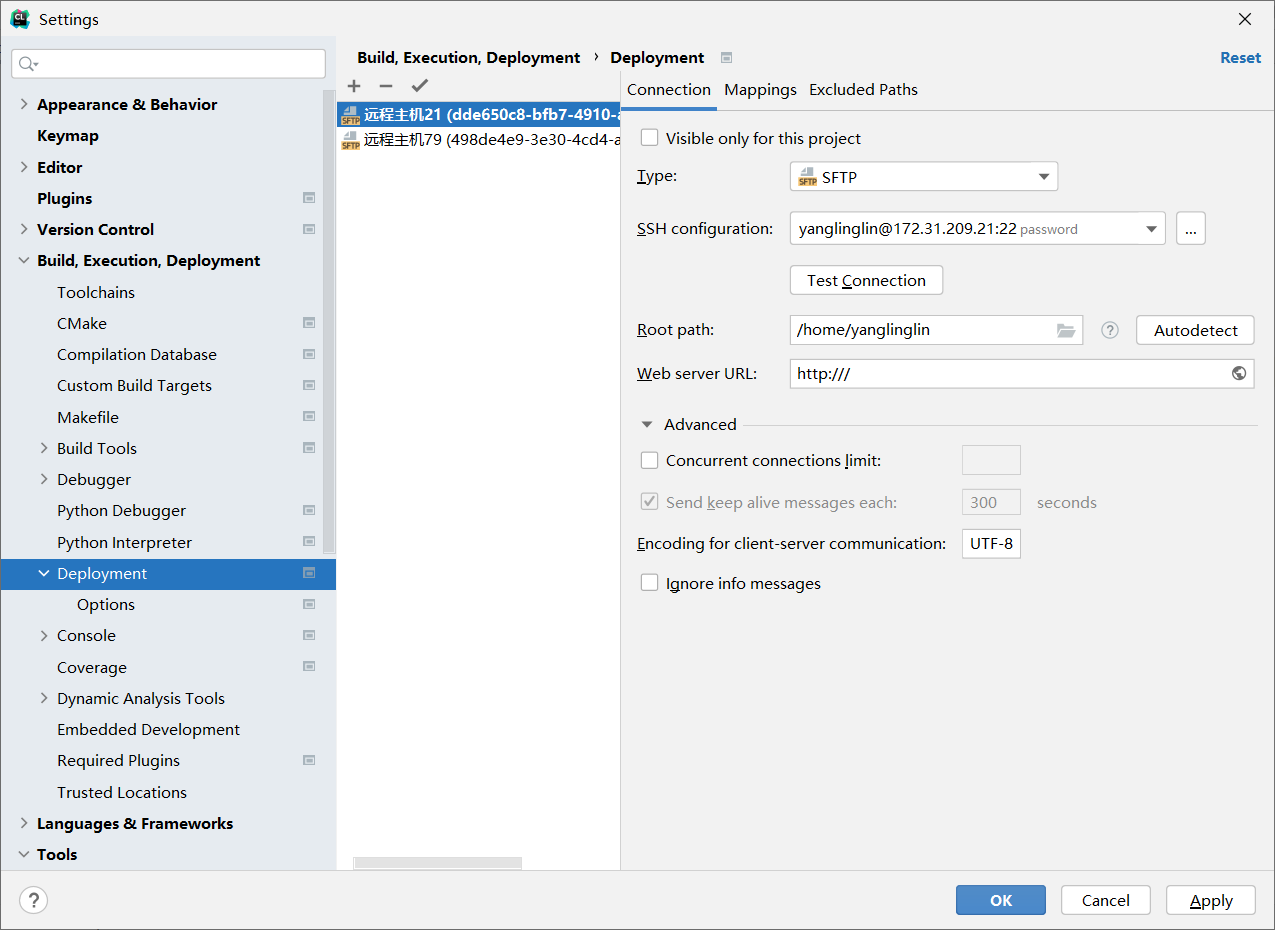 CL
Settings
Build, Execution, Deployment › Deployment
Reset
Appearance & Behavior
Keymap
Editor
Plugins
Version Control
Build, Execution, Deployment
Toolchains
CMake
Compilation Database
Custom Build Targets
Makefile
Build Tools
Debugger
Python Debugger
Python Interpreter
Deployment
Options
Console
Coverage
Dynamic Analysis Tools
Embedded Development
Required Plugins
Trusted Locations
Languages & Frameworks
Tools
SFTP 远程主机21 (dde650c8-bfb7-4910-a
SFTP 远程主机79 (498de4e9-3e30-4cd4-a
Connection Mappings Excluded Paths
Visible only for this project
Type: SFTP SFTP
SSH configuration: yanglinglin@172.31.209.21:22 password ...
Test Connection
Root path: /home/yanglinglin ? Autodetect
Web server URL: http:///
Advanced
Concurrent connections limit:
Send keep alive messages each: 300 seconds
Encoding for client-server communication: UTF-8
Ignore info messages
? OK Cancel Apply